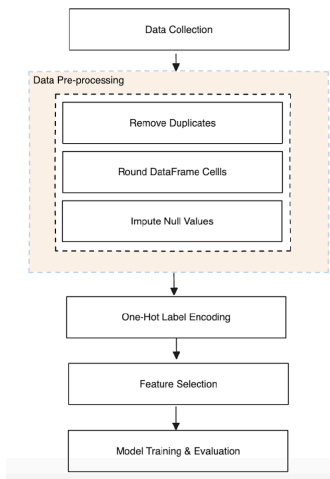 Data Collection
Data Pre-processing
Remove Duplicates
Round DataFrame Cellls
Impute Null Values
One-Hot Label Encoding
Feature Selection
Model Training & Evaluation